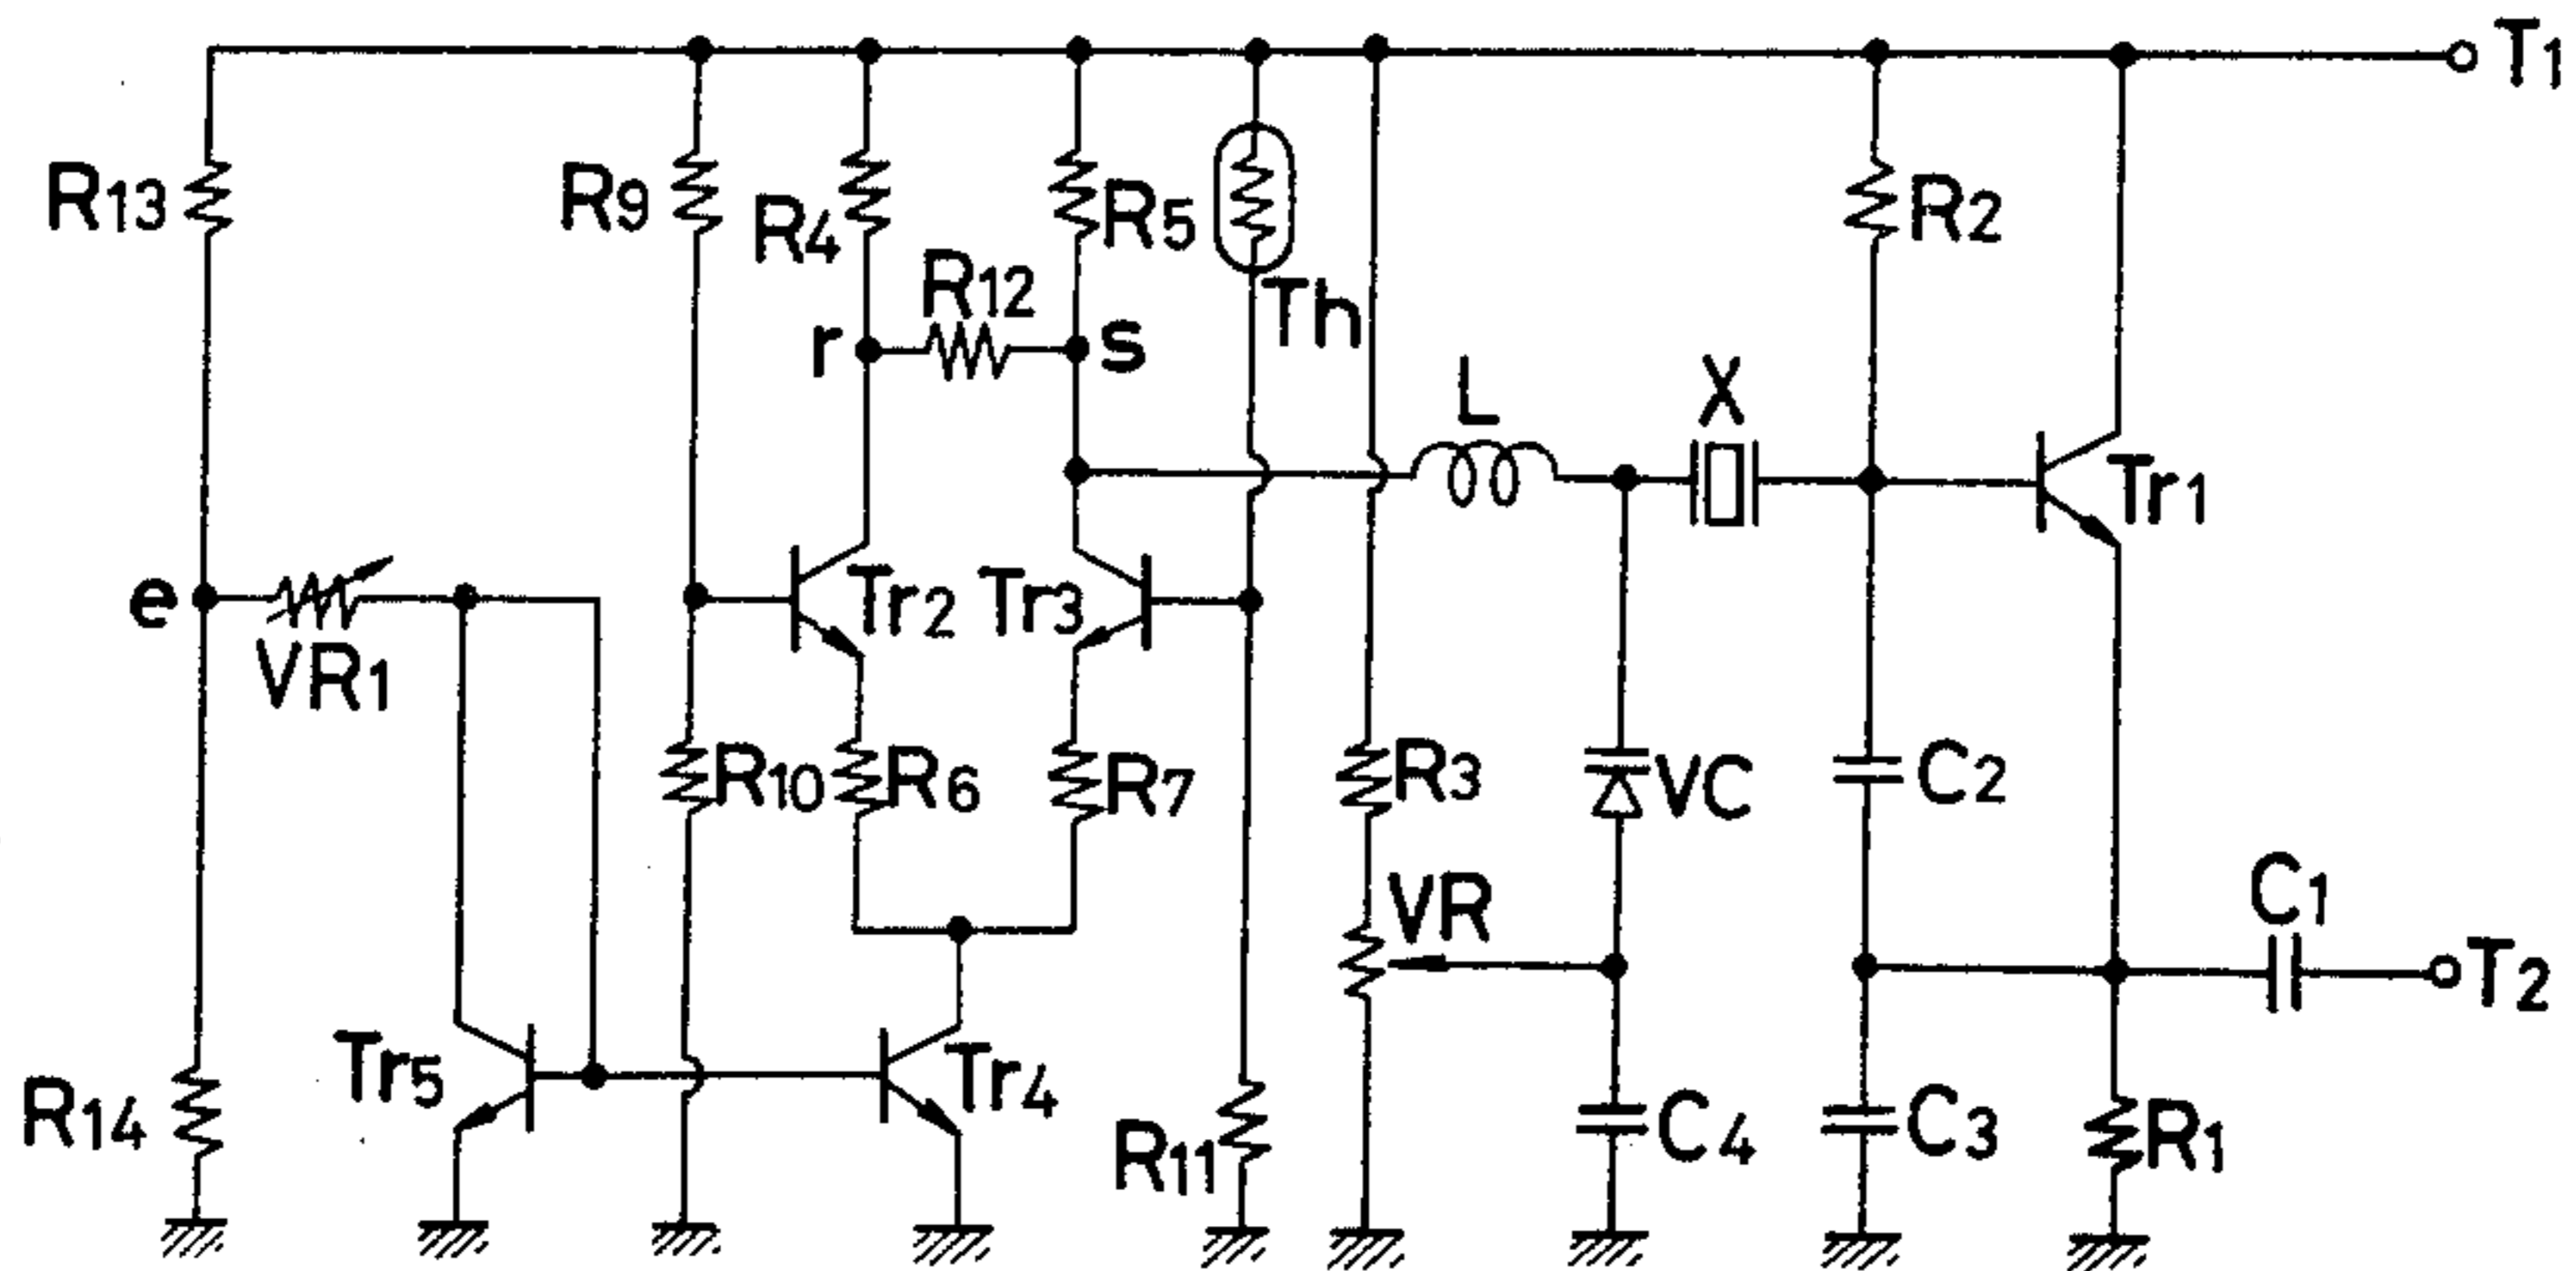 T1
R13
R9
R4
R5
R2
R12
Th
r
s
L
X
Tr1
e
VR1
Tr2
Tr3
R10
R6
R7
R3
VC
C2
VR
C1
T2
Tr5
Tr4
R14
R11
C4
C3
R1